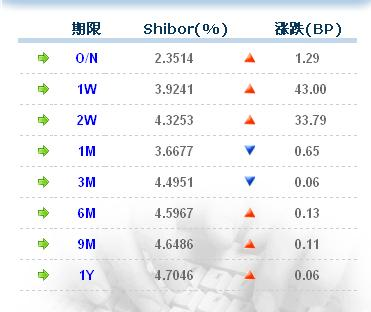 期限 Shibor(%) 涨跌(BP)
O/N 2.3514 1.29
1W 3.9241 43.00
2W 4.3253 33.79
1M 3.6677 0.65
3M 4.4951 0.06
6M 4.5967 0.13
9M 4.6486 0.11
1Y 4.7046 0.06